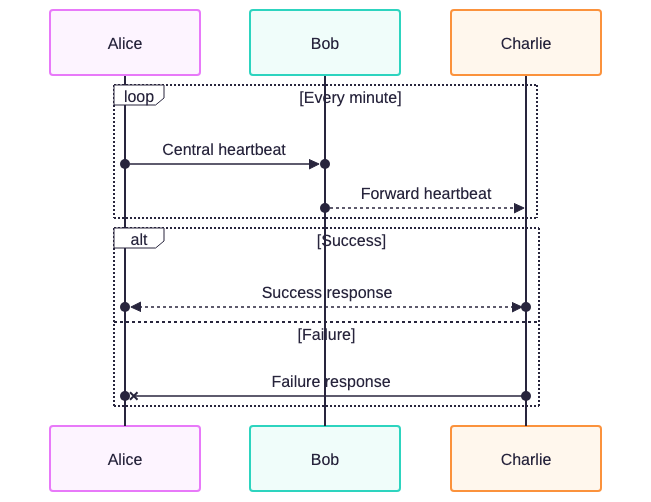 Alice
Bob
Charlie
loop
[Every minute]
Central heartbeat
Forward heartbeat
alt
[Success]
Success response
[Failure]
Failure response
Alice
Bob
Charlie